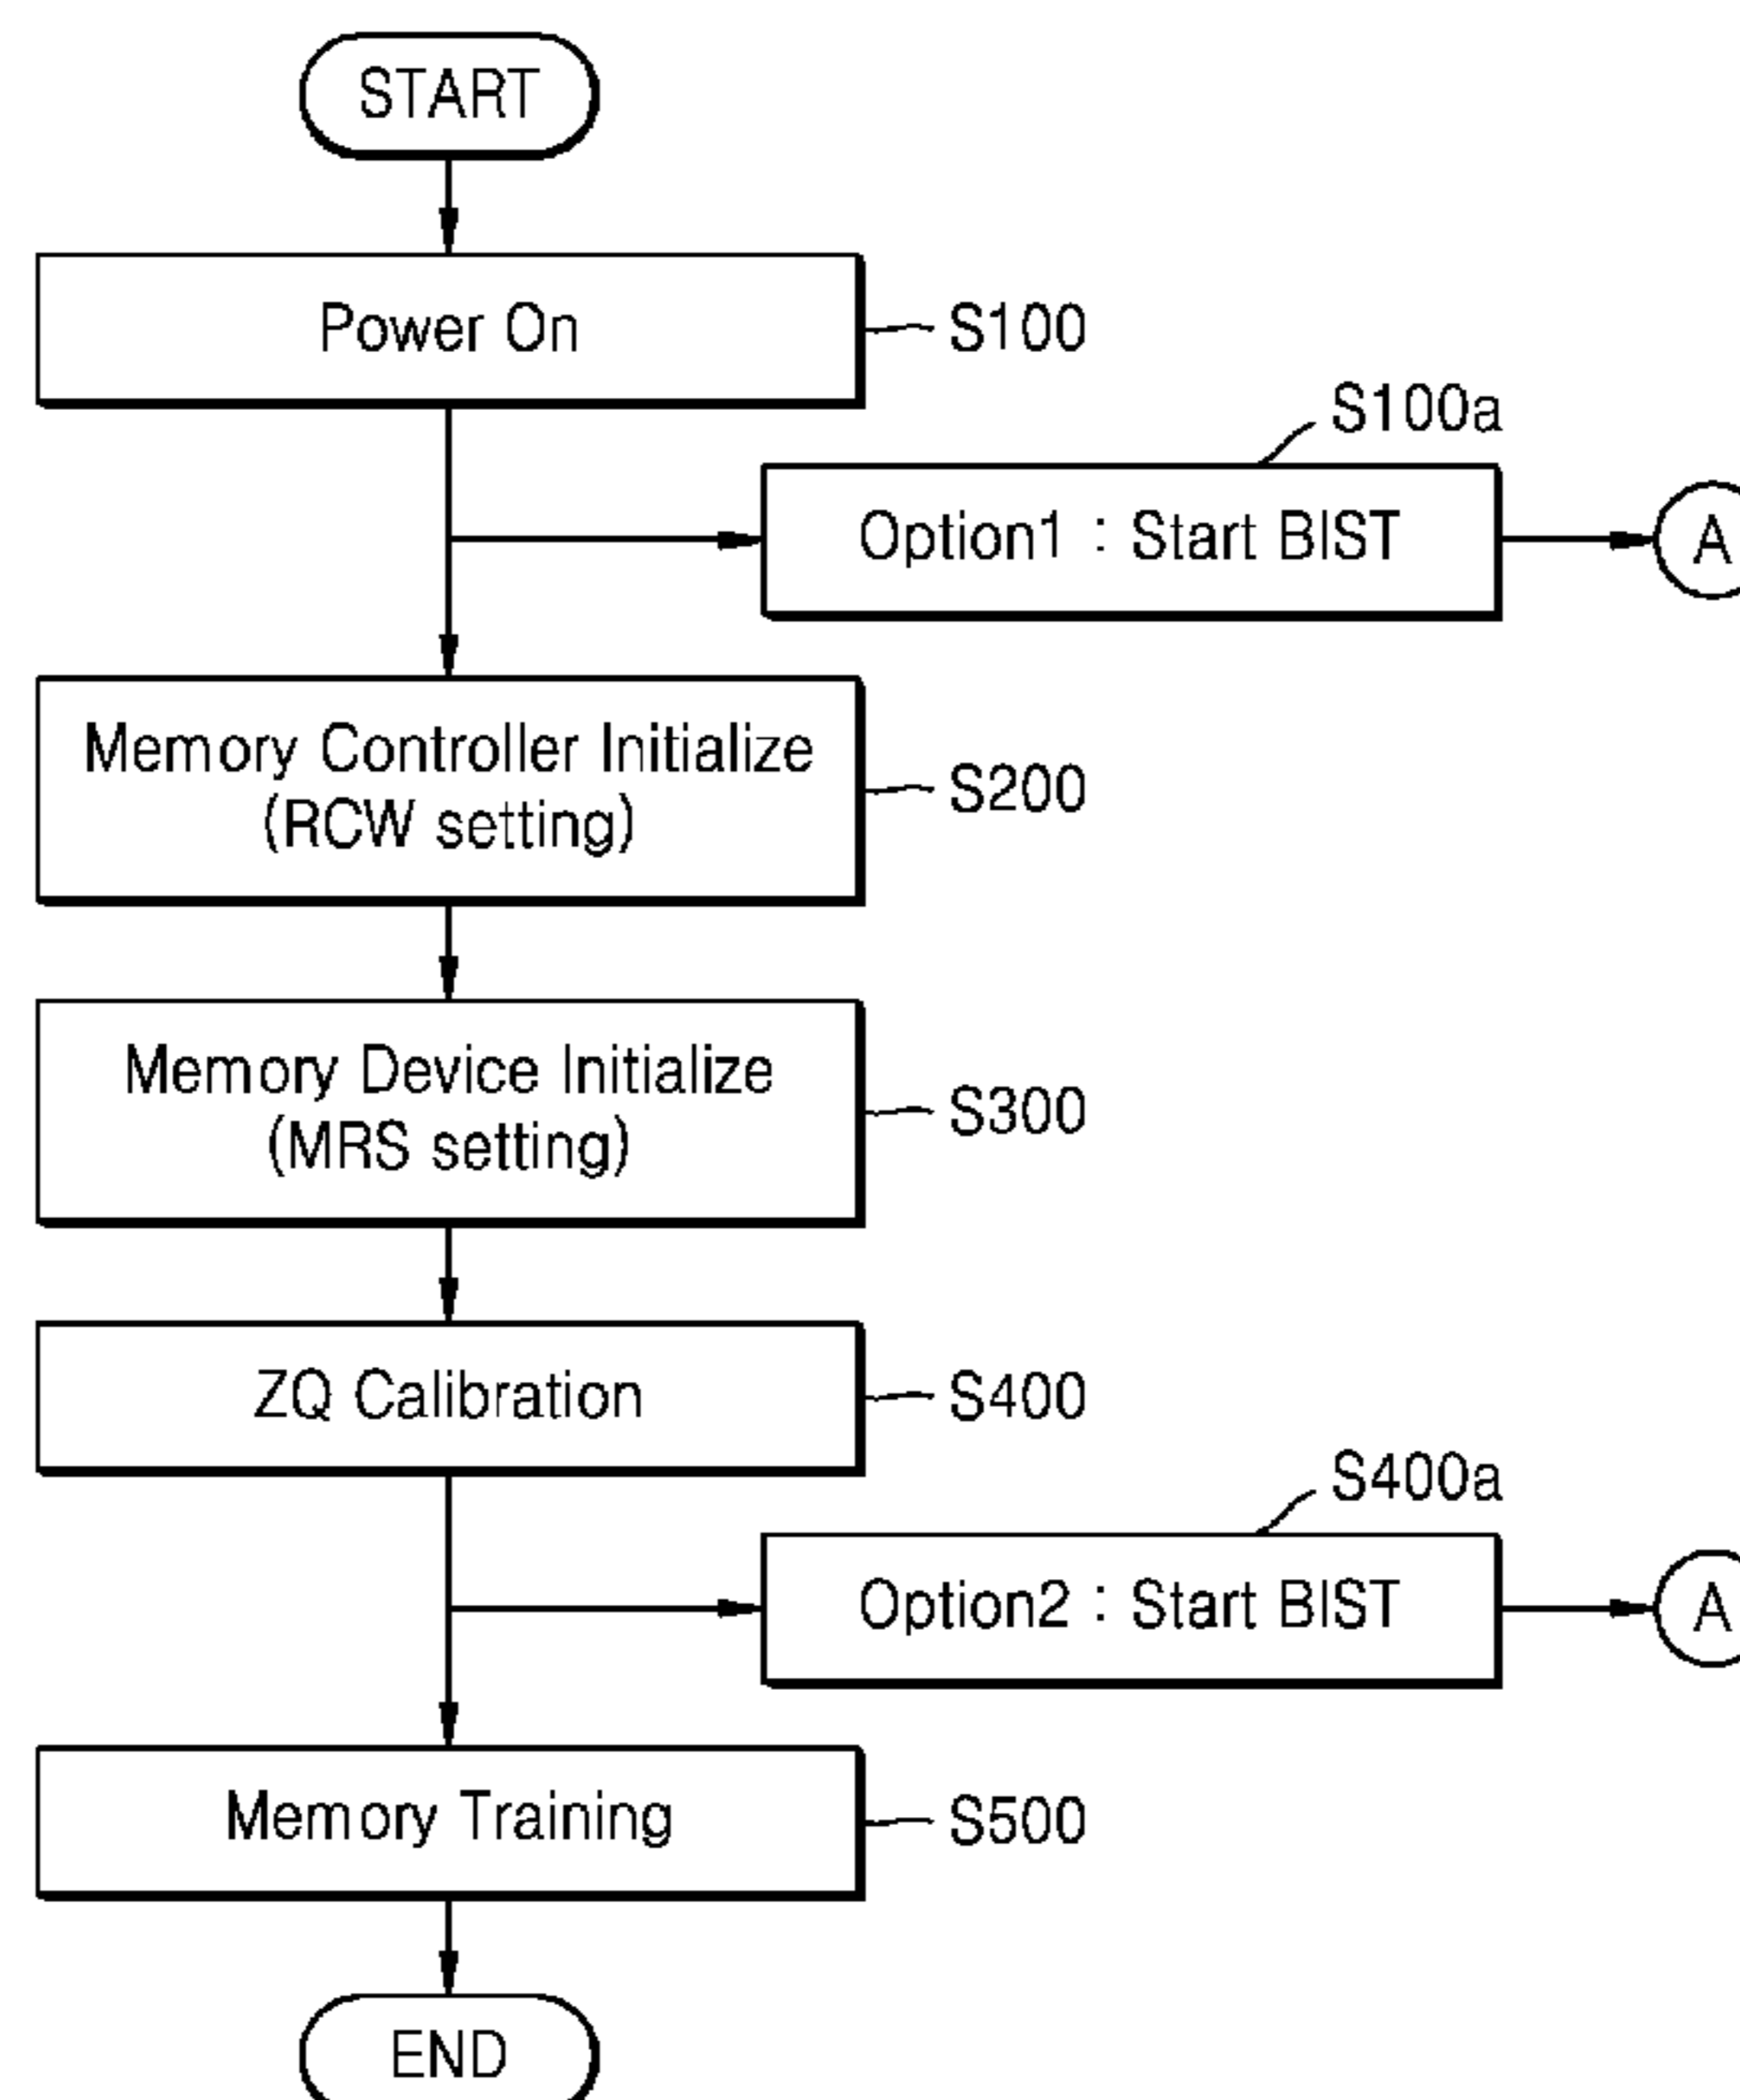 START
Power On
S100
S100a
Option1 : Start BIST
A
Memory Controller Initialize
(RCW setting)
S200
Memory Device Initialize
(MRS setting)
S300
ZQ Calibration
S400
S400a
Option2 : Start BIST
A
Memory Training
S500
END